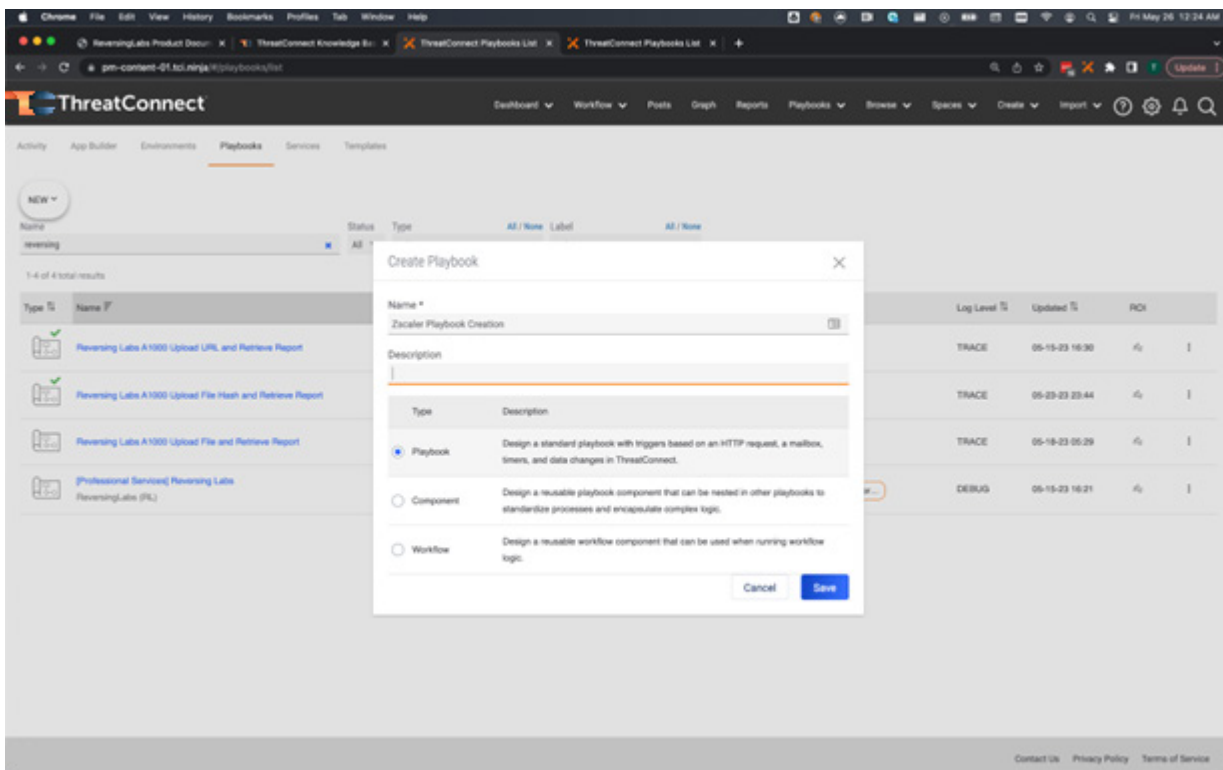 Chrome File Edit View History Bookmarks Profiles Tab Window Help
Fri May 26 12:24 AM
ReversingLabs Product Docum
ThreatConnect Knowledge Ba
ThreatConnect Playbooks List
ThreatConnect Playbooks List
pm-content-01.tci.ninja/#/playbooks/list
Update
ThreatConnect
Dashboard Workflow Posts Graph Reports Playbooks Browse Spaces Create Import
Activity App Builder Environments Playbooks Services Templates
NEW
Name Status Type All / None Label All / None
reversing All
1-4 of 4 total results
Type Name Log Level Updated ROI
Reversing Labs A1000 Upload URL and Retrieve Report TRACE 05-15-23 16:30
Reversing Labs A1000 Upload File Hash and Retrieve Report TRACE 05-23-23 23:44
Reversing Labs A1000 Upload File and Retrieve Report TRACE 05-18-23 05:29
[Professional Services] Reversing Labs DEBUG 05-15-23 16:21
ReversingLabs (RL)
Create Playbook
Name *
Zscaler Playbook Creation
Description
Type Description
Playbook Design a standard playbook with triggers based on an HTTP request, a mailbox,
timers, and data changes in ThreatConnect.
Component Design a reusable playbook component that can be nested in other playbooks to
standardize processes and encapsulate complex logic.
Workflow Design a reusable workflow component that can be used when running workflow
logic.
Cancel Save
Contact Us Privacy Policy Terms of Service